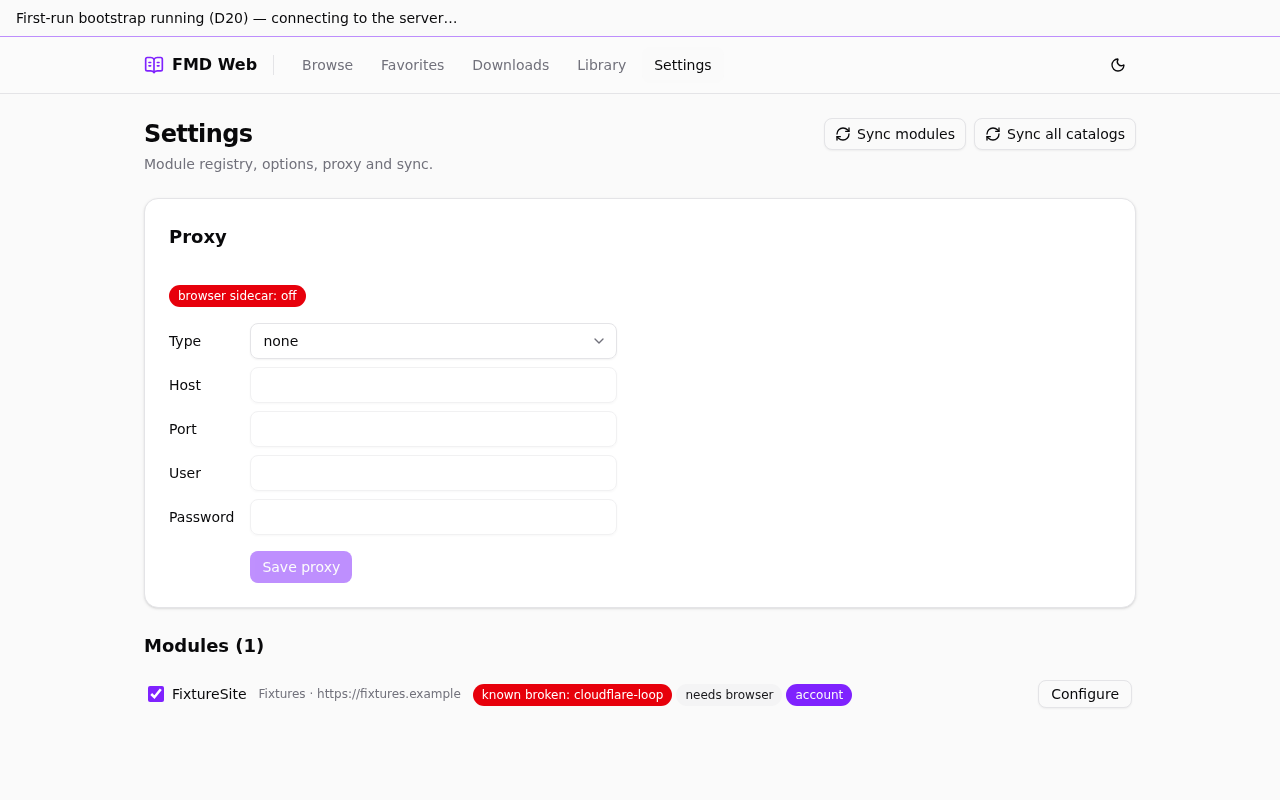 First-run bootstrap running (D20) — connecting to the server…
FMD Web Browse Favorites Downloads Library Settings
Settings
Sync modules Sync all catalogs
Module registry, options, proxy and sync.
Proxy
browser sidecar: off
Type none
Host
Port
User
Password
Save proxy
Modules (1)
FixtureSite Fixtures · https://fixtures.example known broken: cloudflare-loop needs browser account Configure